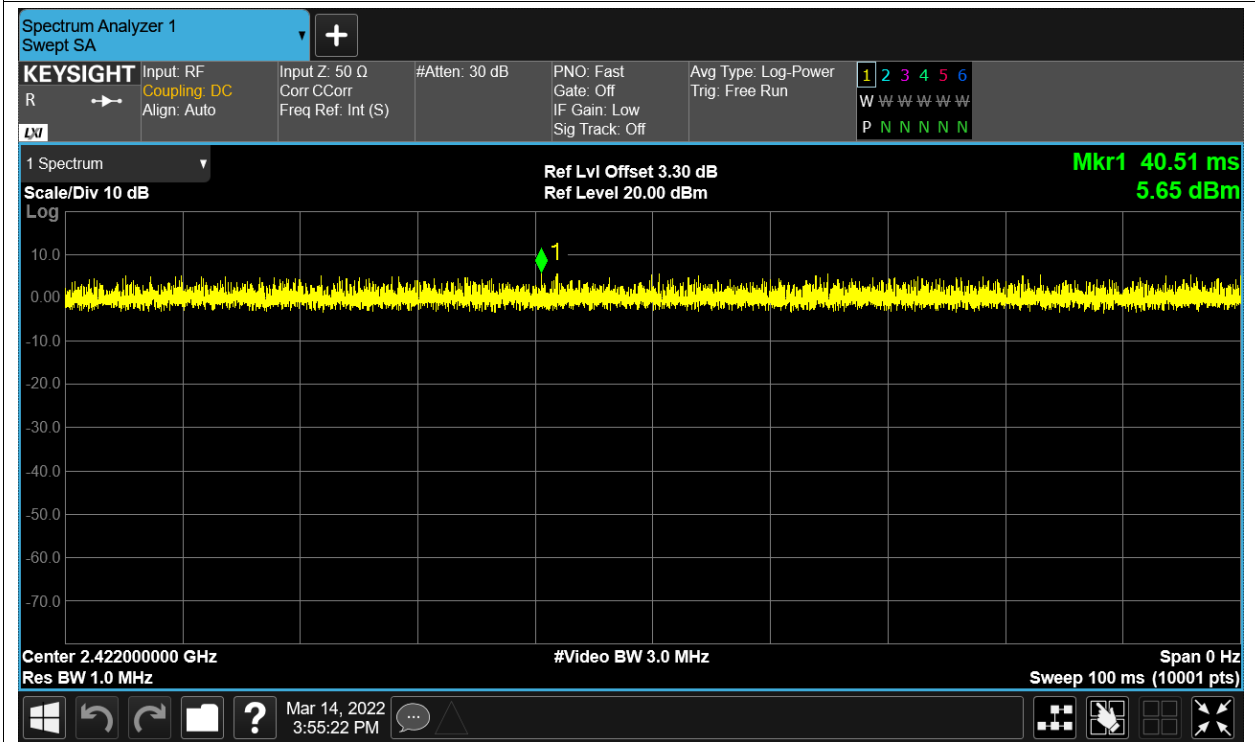 Spectrum Analyzer 1
Swept SA
KEYSIGHT
R
LXI
Input: RF
Coupling: DC
Align: Auto
Input Z: 50 Ω
Corr CCorr
Freq Ref: Int (S)
#Atten: 30 dB
PNO: Fast
Gate: Off
IF Gain: Low
Sig Track: Off
Avg Type: Log-Power
Trig: Free Run
1 2 3 4 5 6
W W W W W W
P N N N N N
1 Spectrum
Scale/Div 10 dB
Ref Lvl Offset 3.30 dB
Ref Level 20.00 dBm
Mkr1 40.51 ms
5.65 dBm
Log
1
10.0
0.00
-10.0
-20.0
-30.0
-40.0
-50.0
-60.0
-70.0
Center 2.422000000 GHz
#Video BW 3.0 MHz
Span 0 Hz
Res BW 1.0 MHz
Sweep 100 ms (10001 pts)
?
Mar 14, 2022
3:55:22 PM